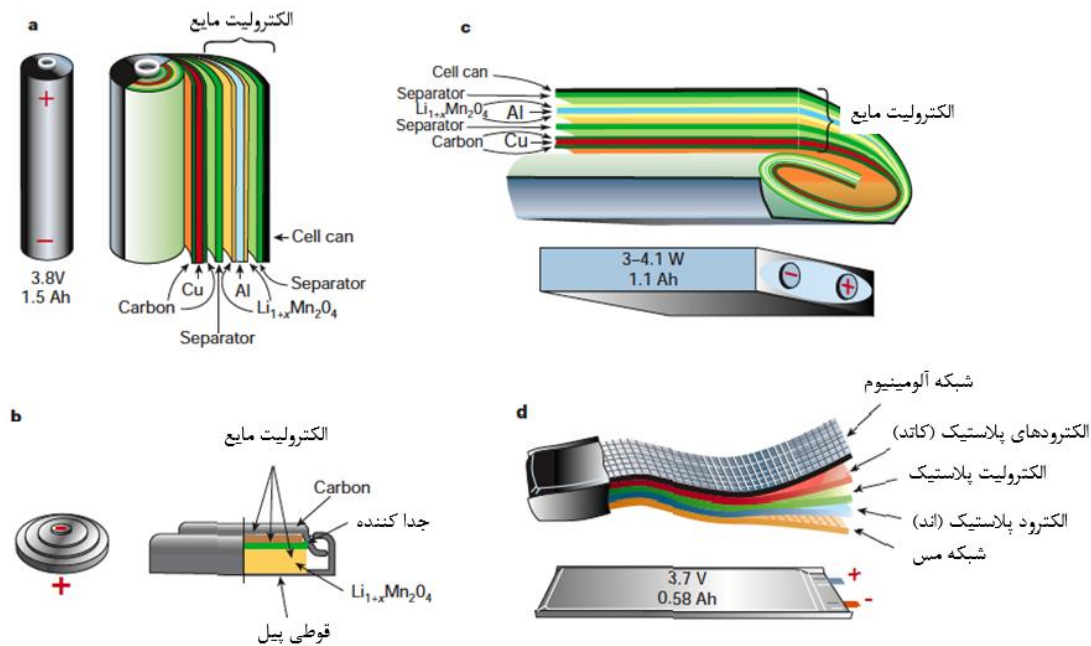 a
الکترولیت مایع
+
−
3.8V
1.5 Ah
Cell can
Separator
Carbon
Cu
Al
Li1+xMn2O4
Separator
c
Cell can
Separator
Li1+xMn2O4
Al
Separator
Carbon
Cu
الکترولیت مایع
3–4.1 W
1.1 Ah
−
+
b
الکترولیت مایع
Carbon
جدا کننده
Li1+xMn2O4
قوطی پیل
−
+
d
شبکه آلومینیوم
الکترودهای پلاستیک (کاتد)
الکترولیت پلاستیک
الکترود پلاستیک (اند)
شبکه مس
3.7 V
0.58 Ah
+
-